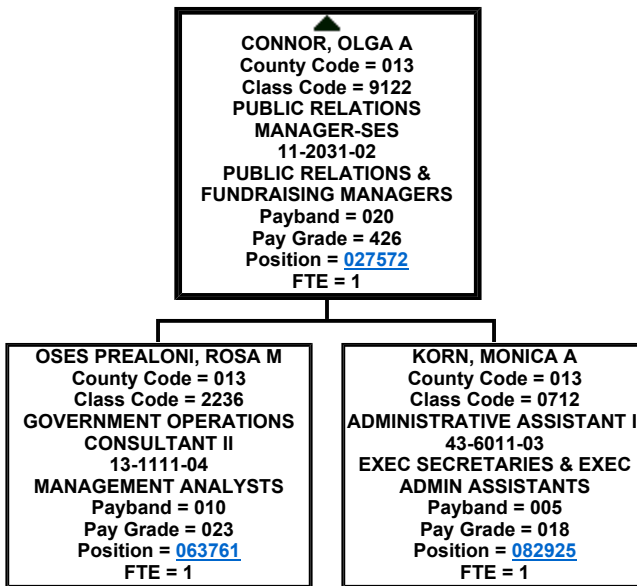 CONNOR, OLGA A
County Code = 013
Class Code = 9122
PUBLIC RELATIONS
MANAGER-SES
11-2031-02
PUBLIC RELATIONS &
FUNDRAISING MANAGERS
Payband = 020
Pay Grade = 426
Position = 027572
FTE = 1
OSES PREALONI, ROSA M
County Code = 013
Class Code = 2236
GOVERNMENT OPERATIONS
CONSULTANT II
13-1111-04
MANAGEMENT ANALYSTS
Payband = 010
Pay Grade = 023
Position = 063761
FTE = 1
KORN, MONICA A
County Code = 013
Class Code = 0712
ADMINISTRATIVE ASSISTANT I
43-6011-03
EXEC SECRETARIES & EXEC
ADMIN ASSISTANTS
Payband = 005
Pay Grade = 018
Position = 082925
FTE = 1